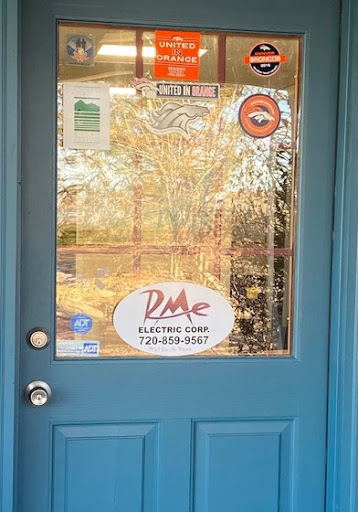 UNITED IN
ORANGE
DENVER
BRONCOS
UNITED IN ORANGE
RMe
ELECTRIC CORP.
720-859-9567
ADT
ADT